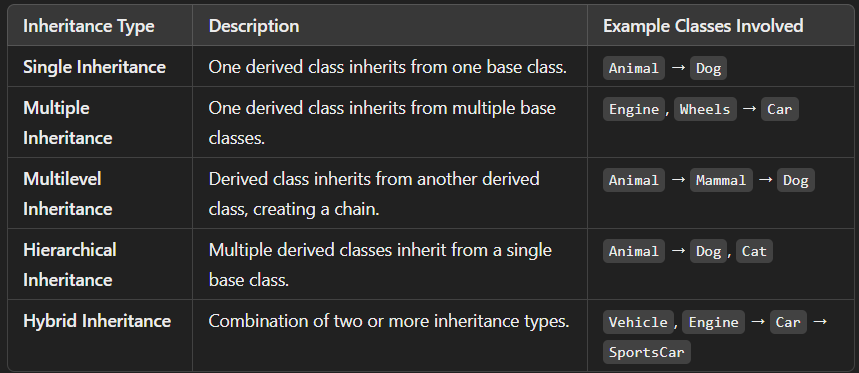 Inheritance Type Description Example Classes Involved
Single Inheritance One derived class inherits from one base class. Animal → Dog
Multiple One derived class inherits from multiple base Engine, Wheels → Car
Inheritance classes.
Multilevel Derived class inherits from another derived Animal → Mammal → Dog
Inheritance class, creating a chain.
Hierarchical Multiple derived classes inherit from a single Animal → Dog, Cat
Inheritance base class.
Hybrid Inheritance Combination of two or more inheritance types. Vehicle, Engine → Car →
SportsCar